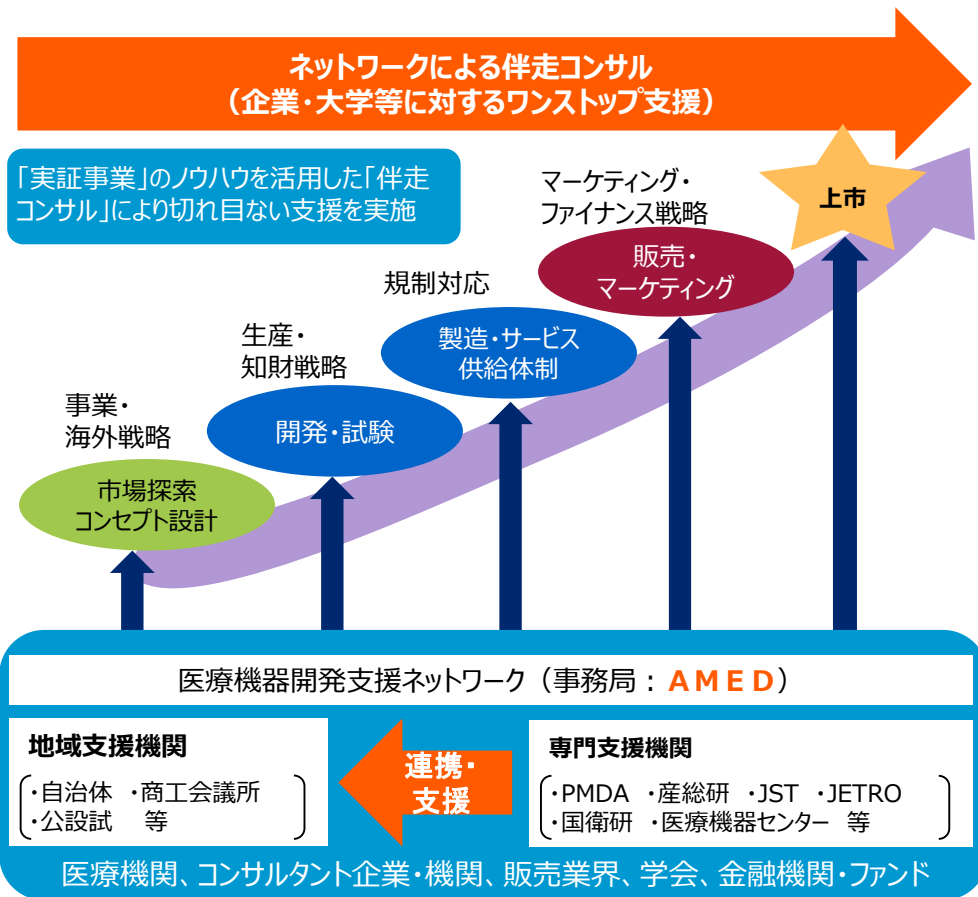 ネットワークによる伴走コンサル
（企業・大学等に対するワンストップ支援）
「実証事業」のノウハウを活用した「伴走
コンサル」により切れ目ない支援を実施
マーケティング・
ファイナンス戦略
上市
販売・
マーケティング
規制対応
製造・サービス
供給体制
生産・
知財戦略
開発・試験
事業・
海外戦略
市場探索
コンセプト設計
医療機器開発支援ネットワーク（事務局：AMED）
地域支援機関
・自治体 ・商工会議所
・公設試 等
連携・
支援
専門支援機関
・PMDA ・産総研 ・JST ・JETRO
・国衛研 ・医療機器センター 等
医療機関、コンサルタント企業・機関、販売業界、学会、金融機関・ファンド